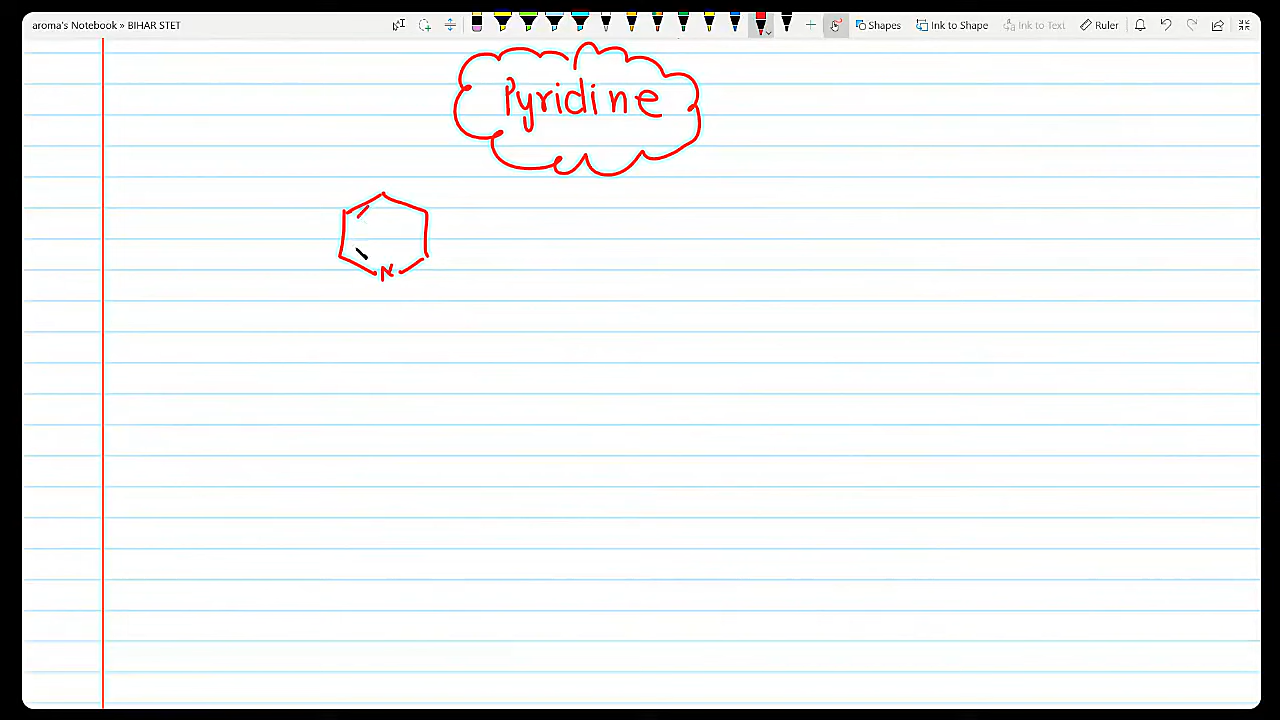 aroma's Notebook » BIHAR STET
Shapes
Ink to Shape
Ink to Text
Ruler
Pyridine
N